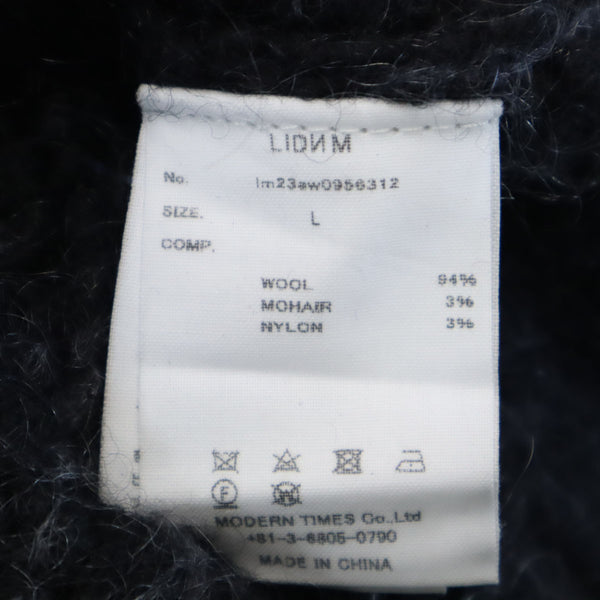 LIDИM
No. lm23aw0956312
SIZE. L
COMP.
WOOL 94%
MOHAIR 3%
NYLON 3%
F
W
MODERN TIMES Co.,Ltd
+81-3-6805-0790
MADE IN CHINA